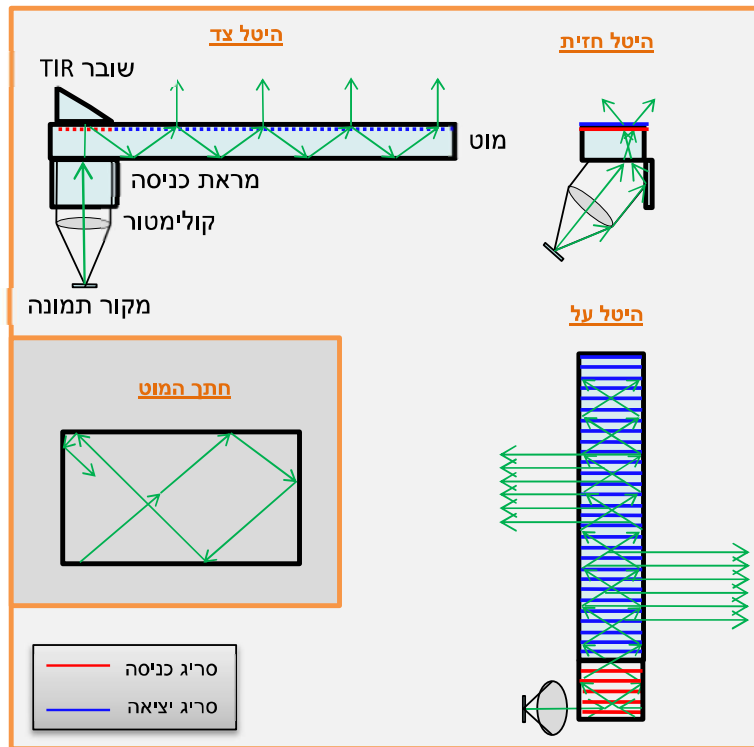 היטל צד
היטל חזית
שובר TIR
מוט
מראת כניסה
קולימטור
מקור תמונה
היטל על
חתך המוט
סריג כניסה
סריג יציאה